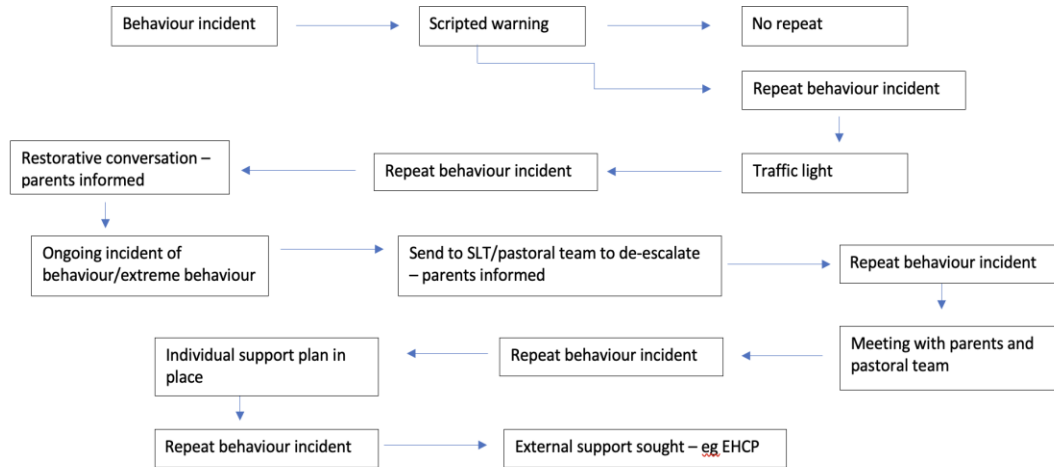 Behaviour incident
Scripted warning
No repeat
Repeat behaviour incident
Traffic light
Repeat behaviour incident
Restorative conversation –
parents informed
Ongoing incident of
behaviour/extreme behaviour
Send to SLT/pastoral team to de-escalate
– parents informed
Repeat behaviour incident
Meeting with parents and
pastoral team
Repeat behaviour incident
Individual support plan in
place
Repeat behaviour incident
External support sought – eg EHCP